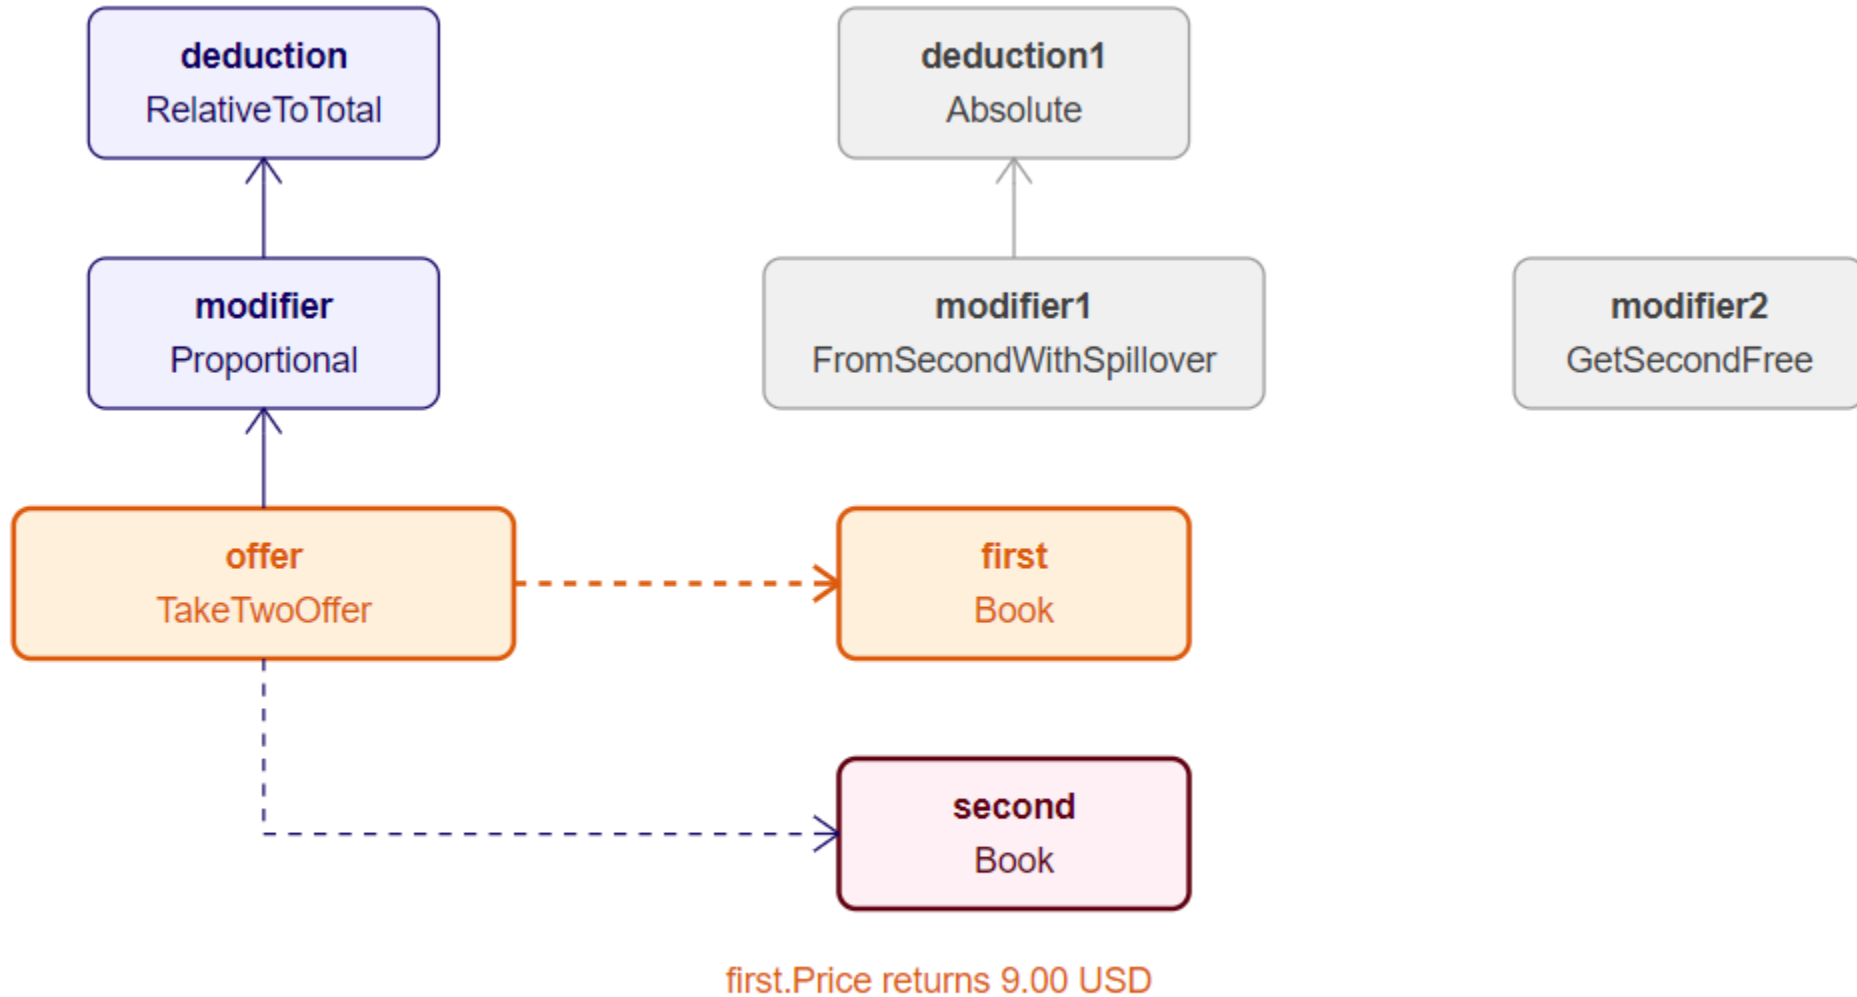 deduction
RelativeToTotal
deduction1
Absolute
modifier
Proportional
modifier1
FromSecondWithSpillover
modifier2
GetSecondFree
offer
TakeTwoOffer
first
Book
second
Book
first.Price returns 9.00 USD